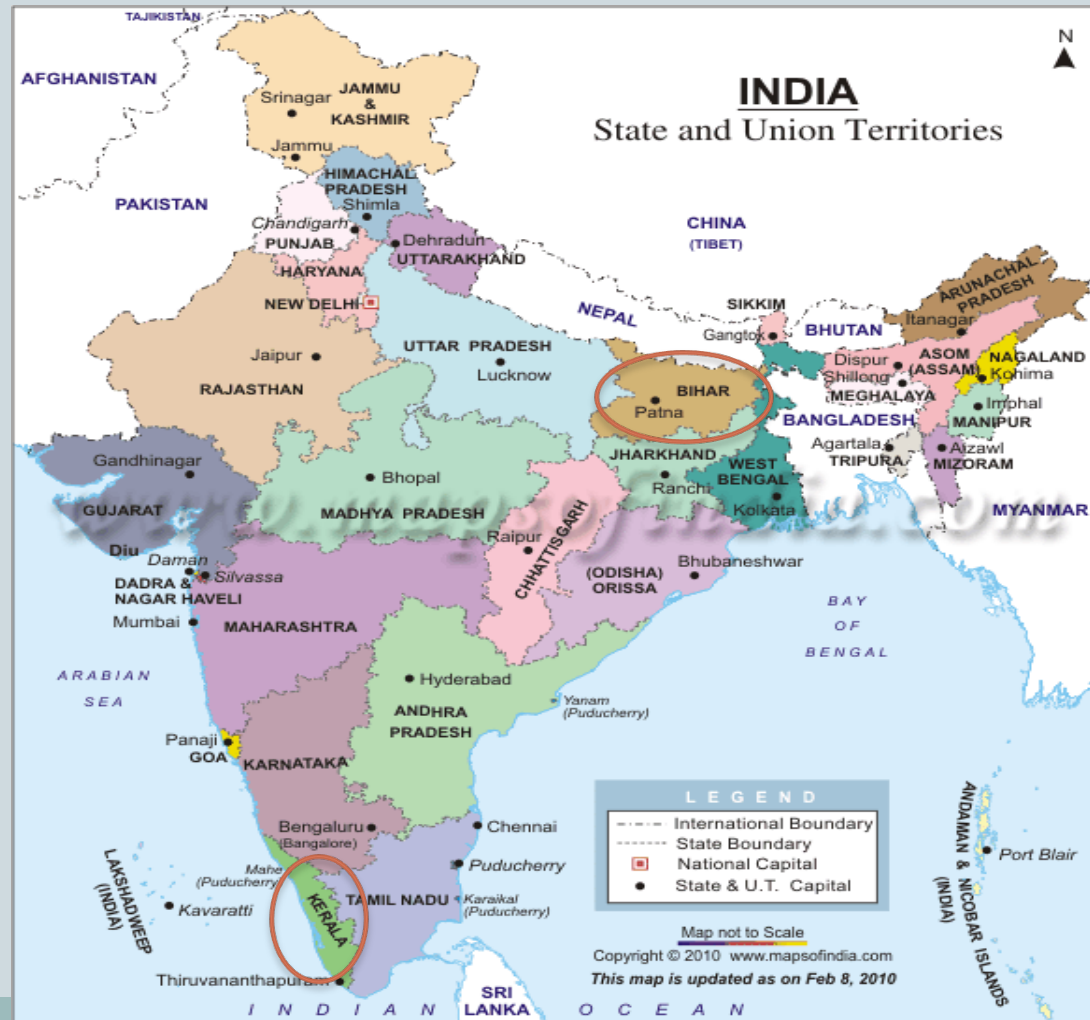 TAJIKISTAN
AFGHANISTAN
JAMMU
&
KASHMIR
Srinagar
Jammu
N
INDIA
State and Union Territories
HIMACHAL
PRADESH
Shimla
PAKISTAN
Chandigarh
PUNJAB
Dehradun
UTTARAKHAND
HARYANA
NEW DELHI
CHINA
(TIBET)
NEPAL
SIKKIM
Gangtok
BHUTAN
ARUNACHAL
PRADESH
Itanagar
UTTAR PRADESH
Lucknow
Jaipur
RAJASTHAN
BIHAR
Patna
Dispur
Shillong
MEGHALAYA
ASOM
(ASSAM)
NAGALAND
Kohima
Imphal
MANIPUR
BANGLADESH
Agartala
TRIPURA
Aizawl
MIZORAM
MYANMAR
Gandhinagar
GUJARAT
Bhopal
MADHYA PRADESH
JHARKHAND
Ranchi
WEST
BENGAL
Kolkata
www.mapsofindia.com
Diu
Daman
Silvassa
DADRA &
NAGAR HAVELI
Mumbai
MAHARASHTRA
Raipur
CHHATTISGARH
(ODISHA)
ORISSA
Bhubaneshwar
BAY
OF
BENGAL
ARABIAN
SEA
Hyderabad
ANDHRA
PRADESH
Yanam
(Puducherry)
Panaji
GOA
KARNATAKA
Bengaluru
(Bangalore)
Chennai
Mahe
(Puducherry)
Puducherry
KERALA
TAMIL NADU
Karaikal
(Puducherry)
LAKSHADWEEP
(INDIA)
Kavaratti
Thiruvananthapuram
SRI
LANKA
INDIAN OCEAN
LEGEND
International Boundary
State Boundary
National Capital
State & U.T. Capital
Map not to Scale
Copyright © 2010 www.mapsofindia.com
This map is updated as on Feb 8, 2010
ANDAMAN & NICOBAR ISLANDS
(INDIA)
Port Blair